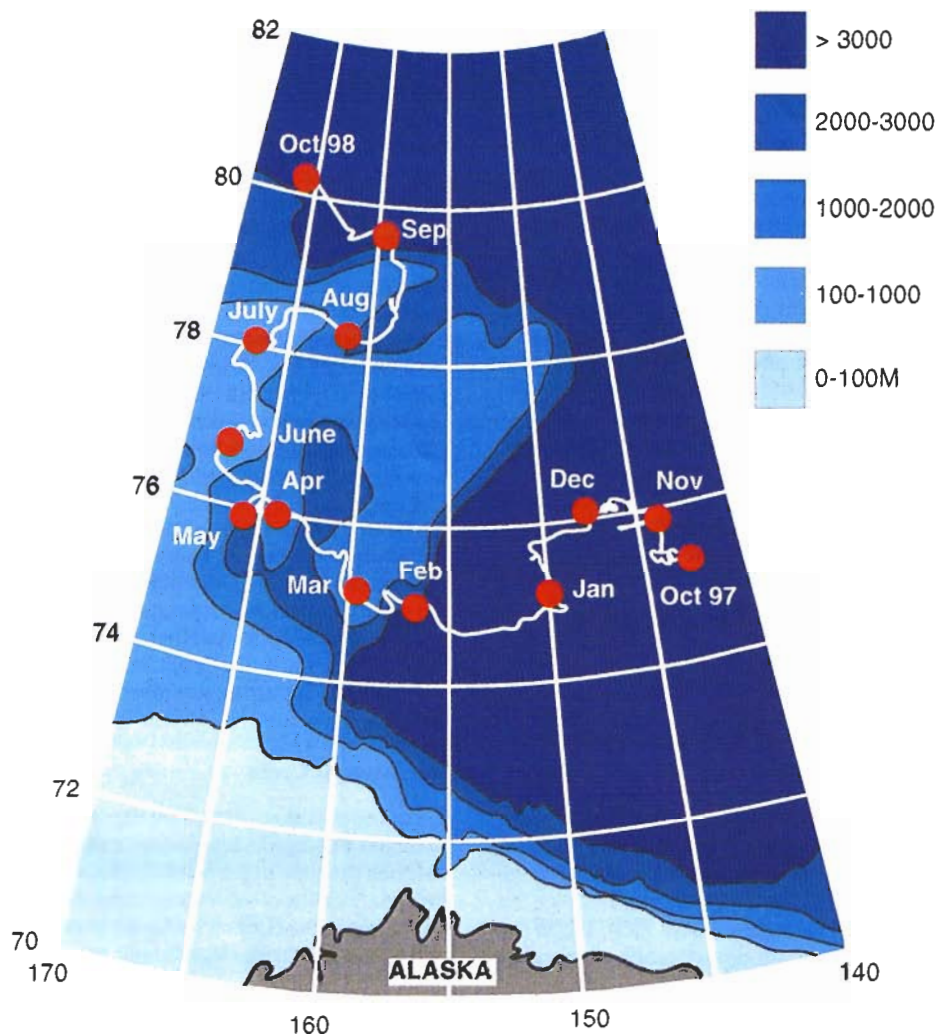 82
> 3000
2000-3000
Oct 98
80
1000-2000
Sep
100-1000
July
Aug
78
0-100M
June
76
Apr
Dec
Nov
May
Mar
Feb
Jan
Oct 97
74
72
70
170
ALASKA
140
160
150